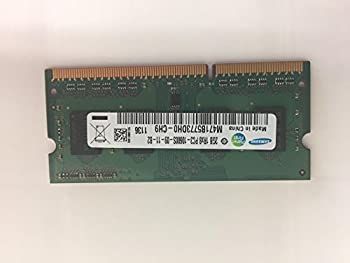 SAMSUNG
2GB 1Rx8 PC3-10600S-09-11-B2
M471B5773DH0-CH9 1136
Made in China